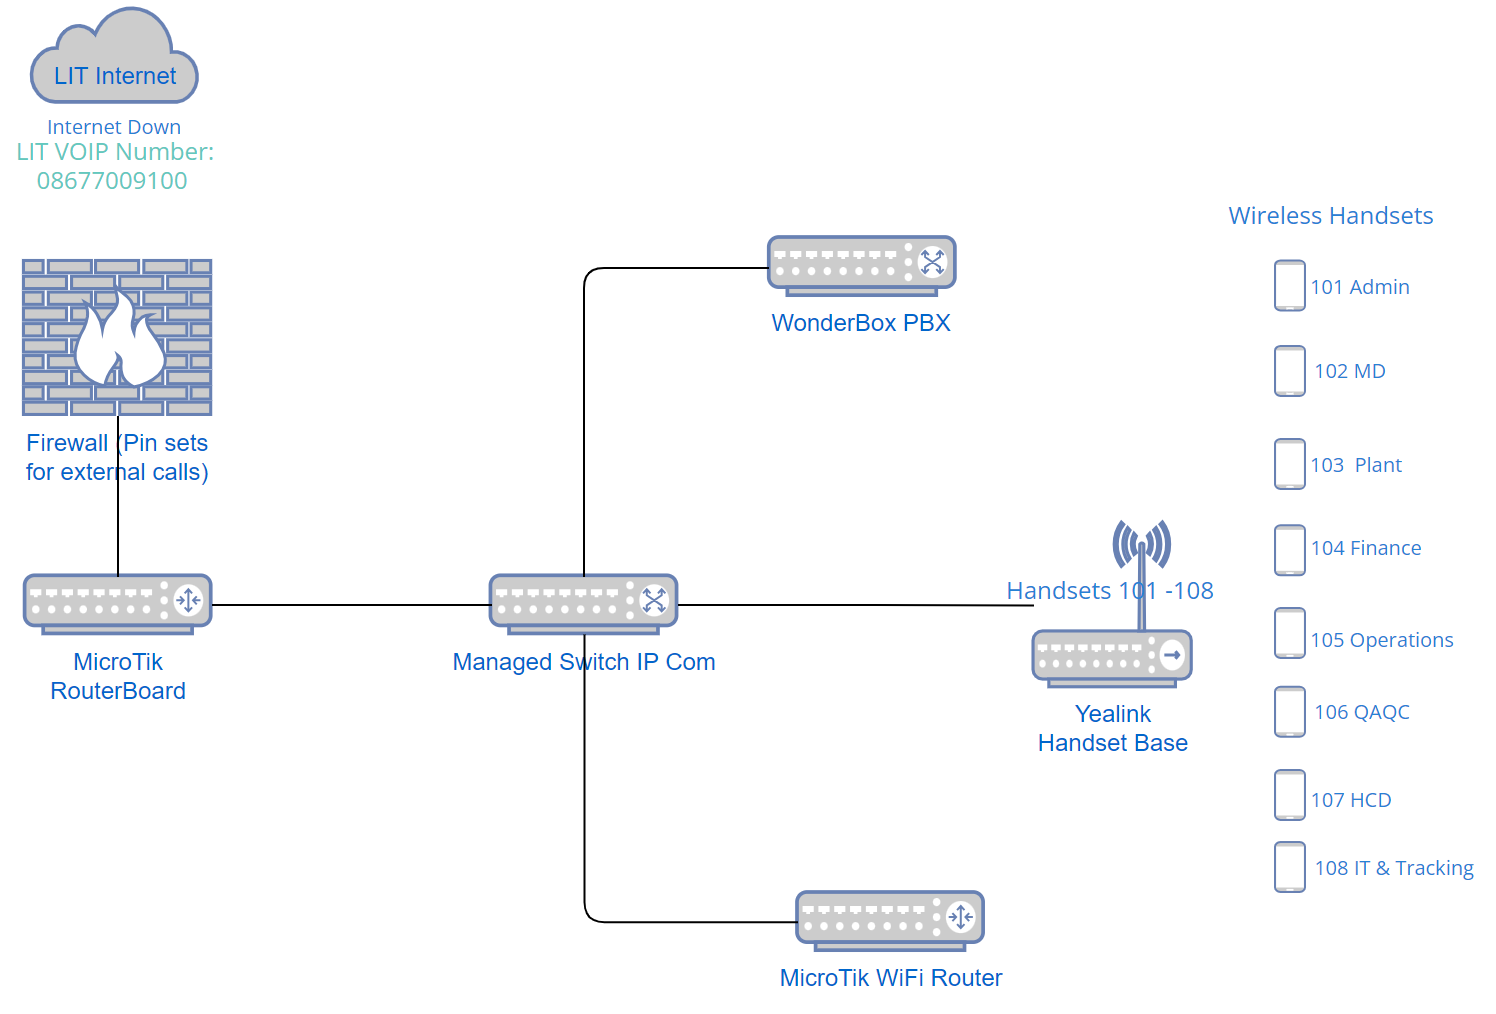 LIT Internet
Internet Down
LIT VOIP Number:
08677009100
Wireless Handsets
101 Admin
WonderBox PBX
102 MD
Firewall (Pin sets
for external calls)
103  Plant
104 Finance
Handsets 101 -108
105 Operations
MicroTik
RouterBoard
Managed Switch IP Com
Yealink
Handset Base
106 QAQC
107 HCD
108 IT & Tracking
MicroTik WiFi Router